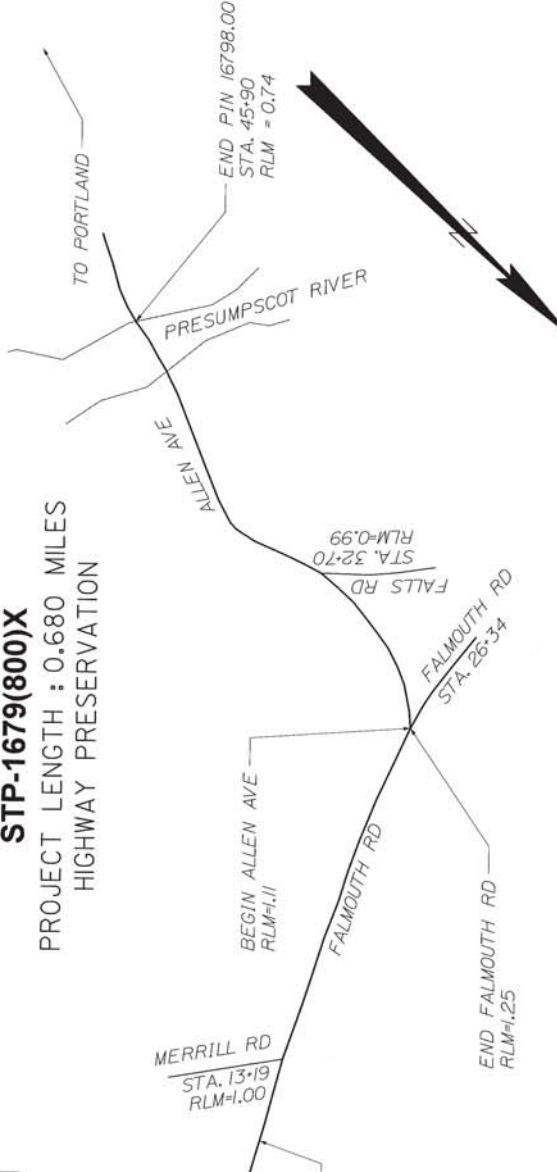 STP-1679(800)X
PROJECT LENGTH : 0.680 MILES
HIGHWAY PRESERVATION
TO PORTLAND
END PIN 16798.00
STA. 45+90
RLM = 0.74
PRESUMPSCOT RIVER
ALLEN AVE
FALLS RD
STA. 32+70
RLM=0.99
FALMOUTH RD
STA. 26+34
BEGIN ALLEN AVE
RLM=1.11
FALMOUTH RD
END FALMOUTH RD
RLM=1.25
MERRILL RD
STA. 13+19
RLM=1.00